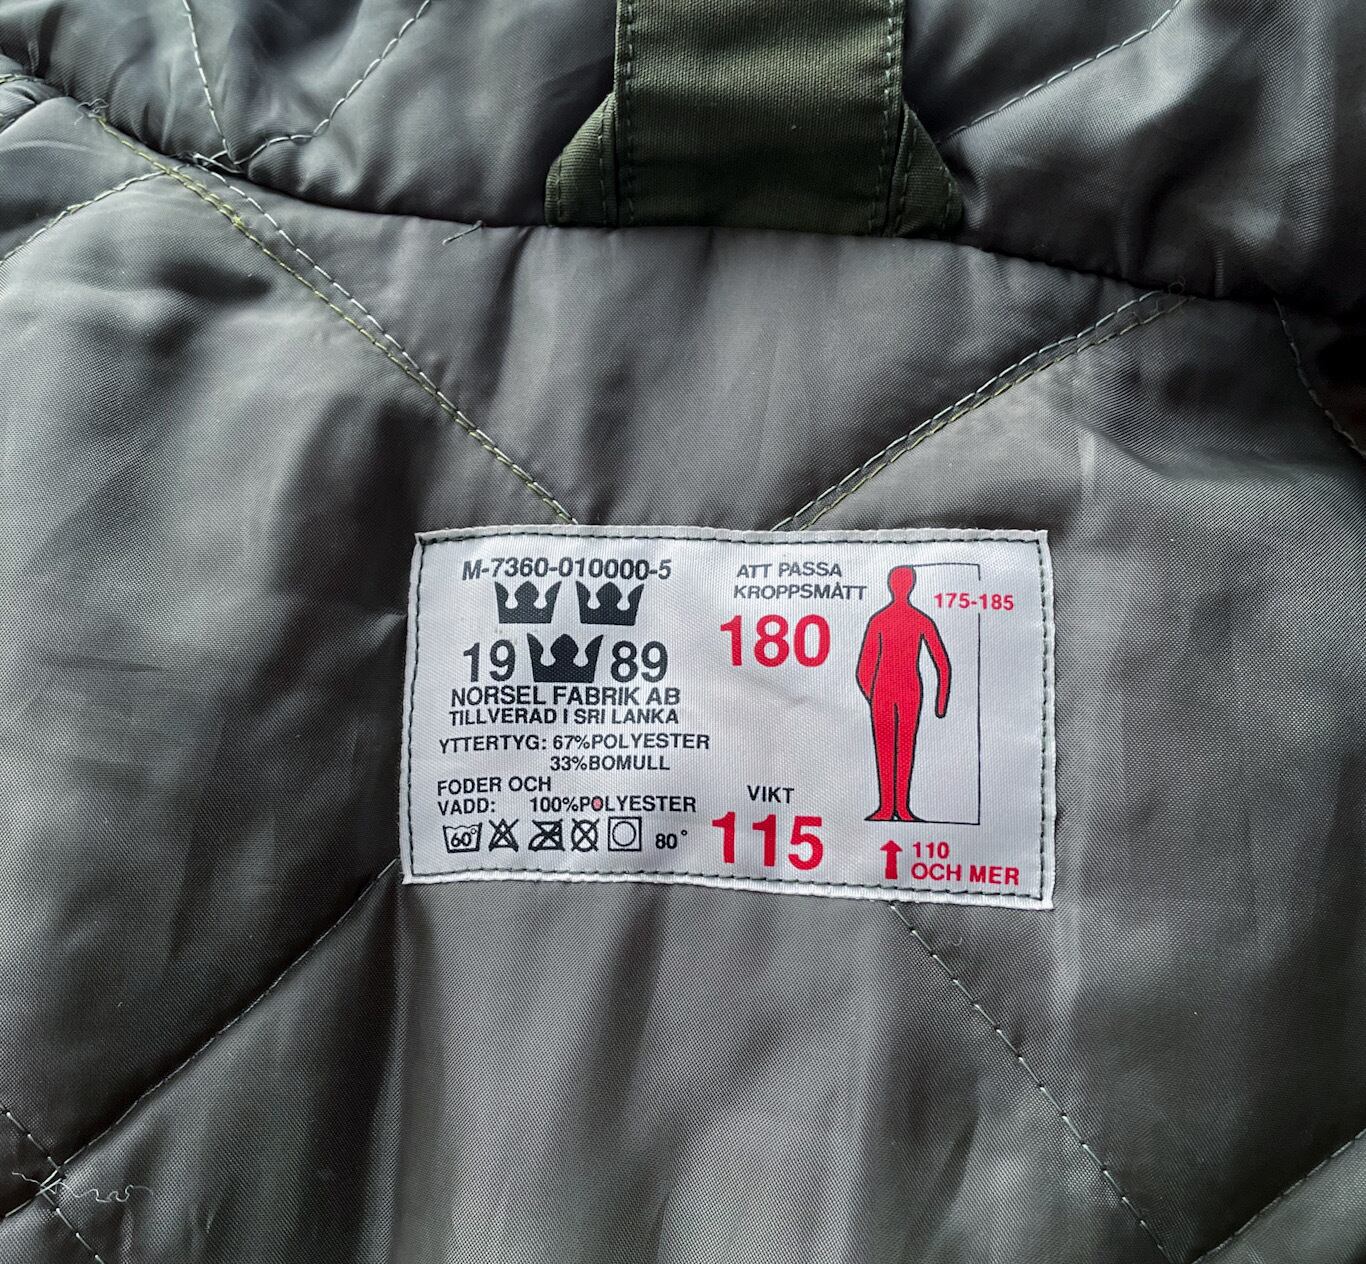 M-7360-010000-5
19 89
NORSEL FABRIK AB
TILLVERAD I SRI LANKA
YTTERTYG: 67%POLYESTER
33%BOMULL
FODER OCH
VADD: 100%POLYESTER
60° 80°
ATT PASSA
KROPPSMÅTT
180
175-185
VIKT
115
110
OCH MER